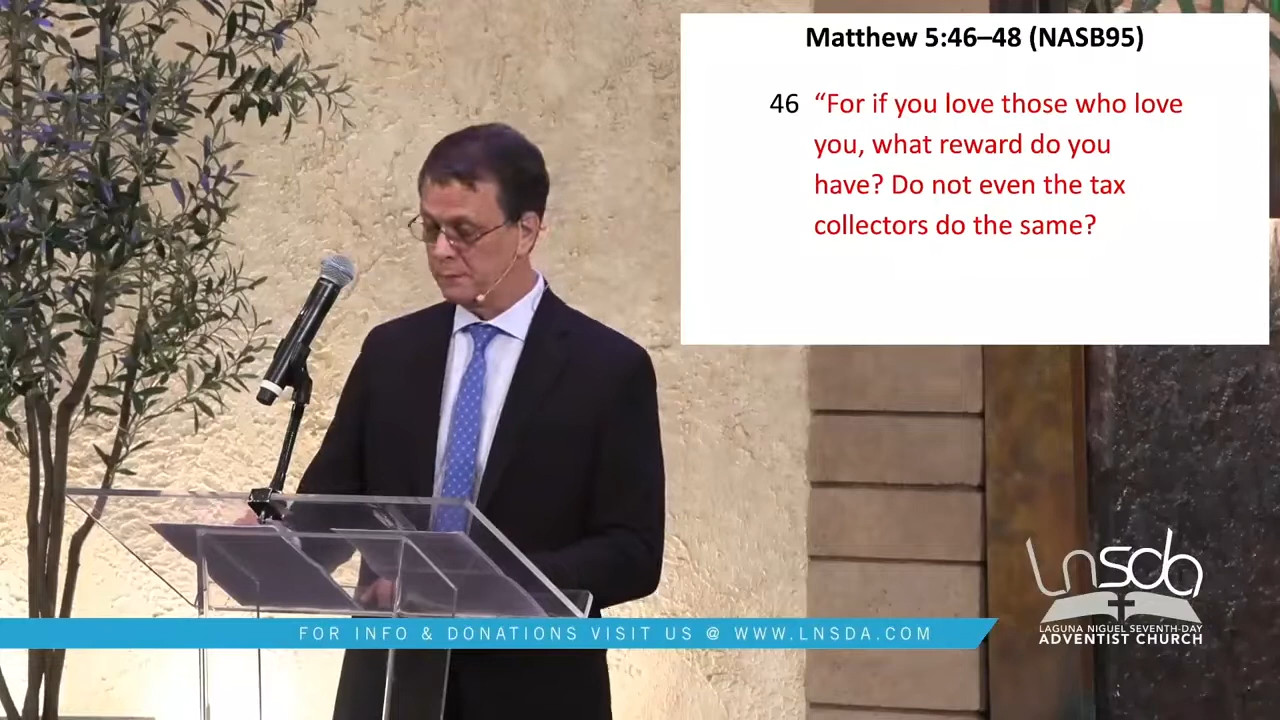 Matthew 5:46–48 (NASB95)
46 “For if you love those who love
you, what reward do you
have? Do not even the tax
collectors do the same?
FOR INFO & DONATIONS VISIT US @ WWW.LNSDA.COM
lnsda
LAGUNA NIGUEL SEVENTH-DAY
ADVENTIST CHURCH